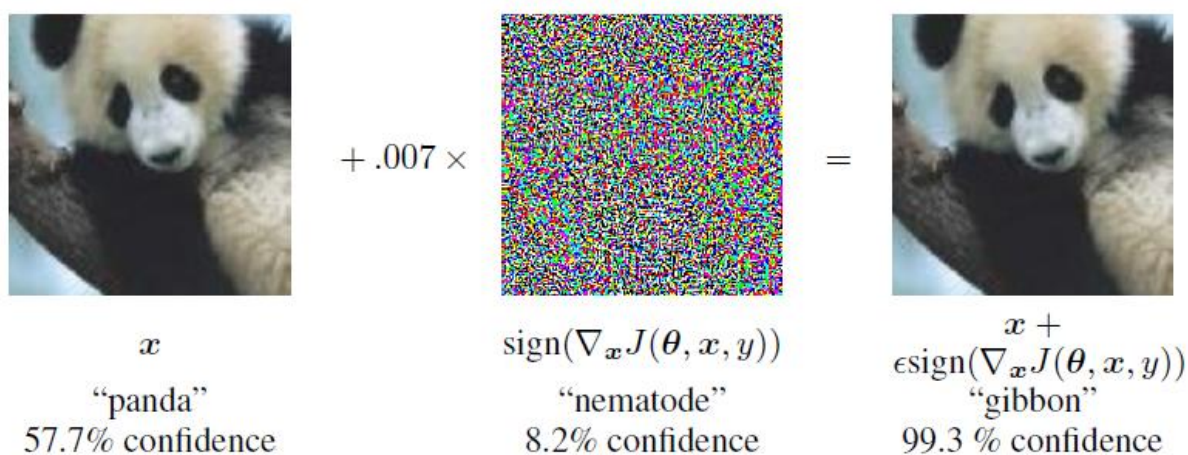 + .007 ×
=
x
sign(∇ₓJ(θ, x, y))
x +
ϵsign(∇ₓJ(θ, x, y))
“panda”
“nematode”
“gibbon”
57.7% confidence
8.2% confidence
99.3 % confidence